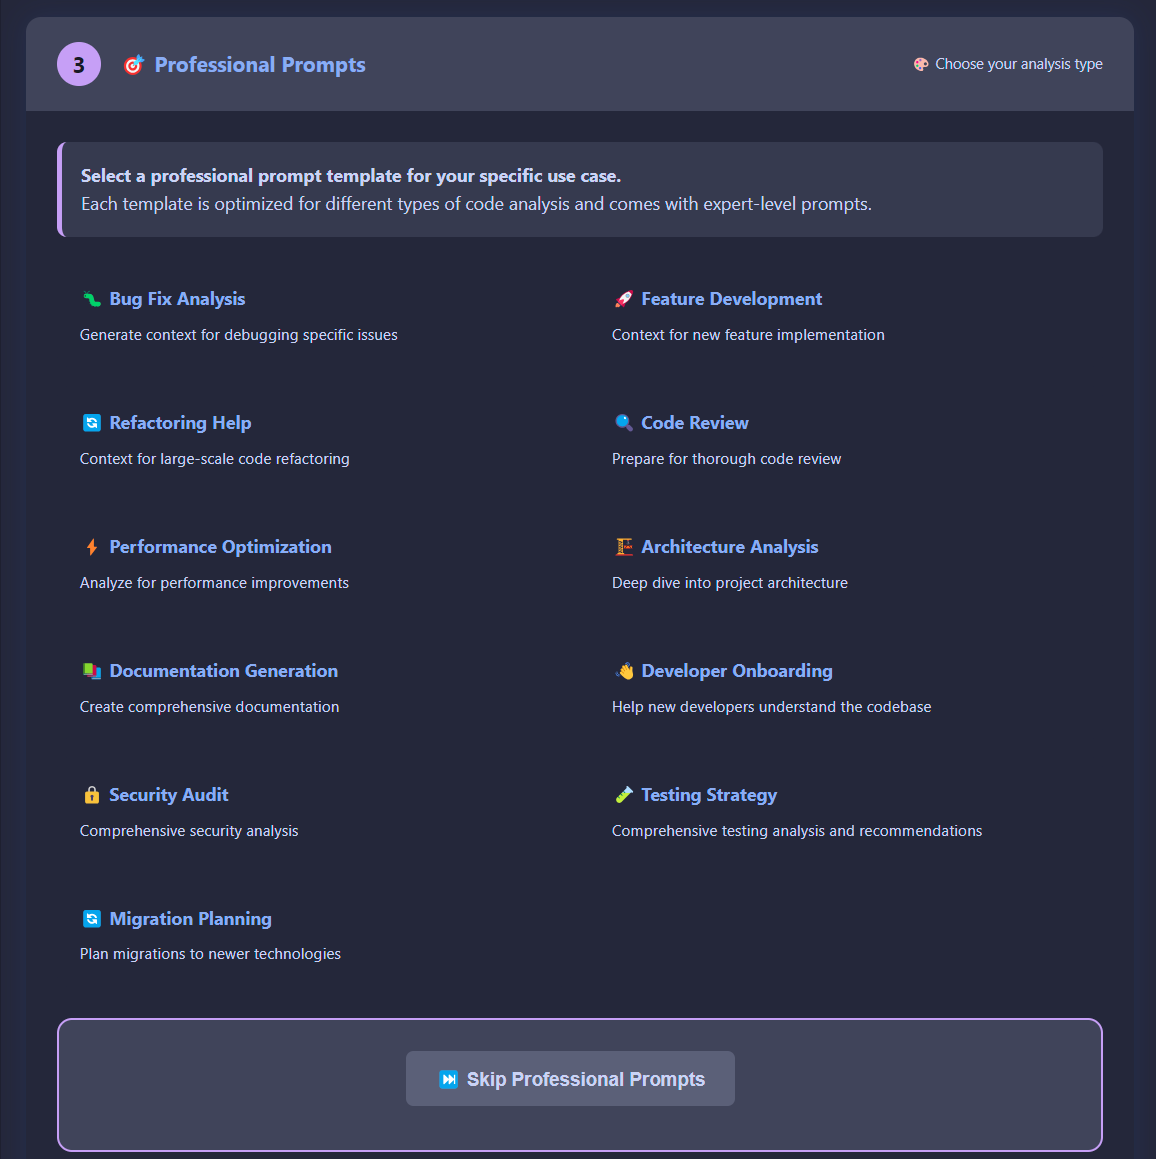 3
Professional Prompts
Choose your analysis type
Select a professional prompt template for your specific use case.
Each template is optimized for different types of code analysis and comes with expert-level prompts.
Bug Fix Analysis
Generate context for debugging specific issues
Feature Development
Context for new feature implementation
Refactoring Help
Context for large-scale code refactoring
Code Review
Prepare for thorough code review
Performance Optimization
Analyze for performance improvements
Architecture Analysis
Deep dive into project architecture
Documentation Generation
Create comprehensive documentation
Developer Onboarding
Help new developers understand the codebase
Security Audit
Comprehensive security analysis
Testing Strategy
Comprehensive testing analysis and recommendations
Migration Planning
Plan migrations to newer technologies
Skip Professional Prompts